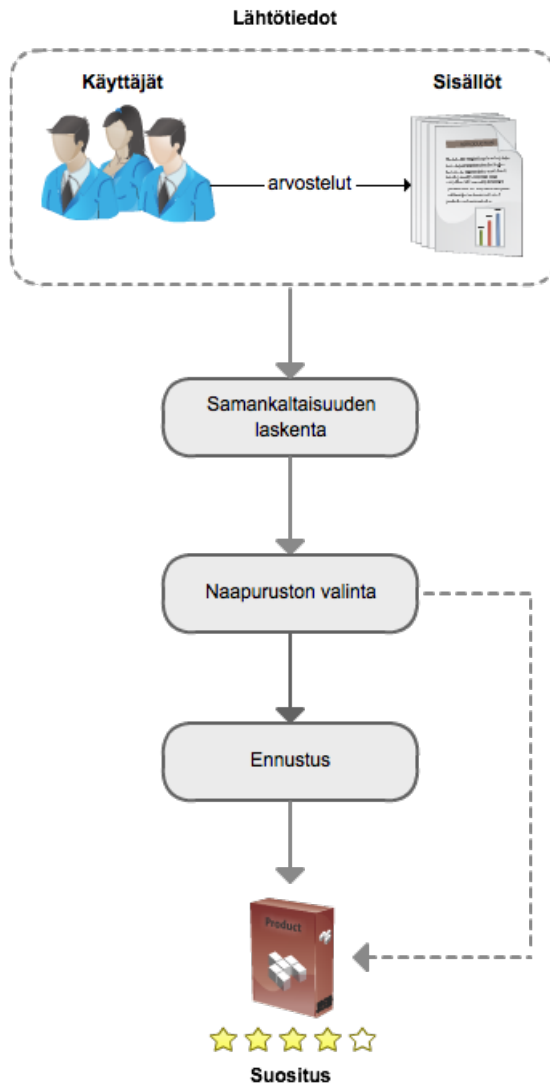 Lähtötiedot
Käyttäjät
Sisällöt
arvostelut
Samankaltaisuuden
laskenta
Naapuruston valinta
Ennustus
Product
Suositus